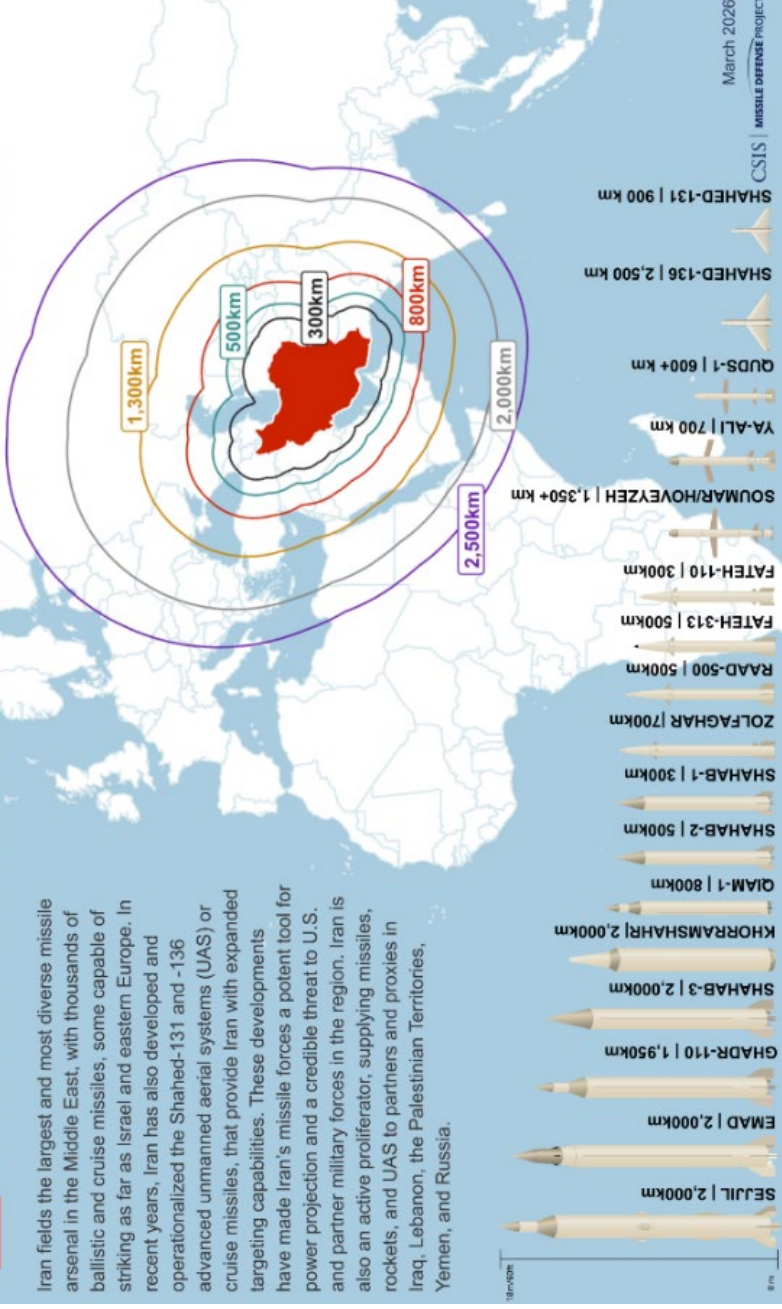 Iran fields the largest and most diverse missile
arsenal in the Middle East, with thousands of
ballistic and cruise missiles, some capable of
striking as far as Israel and eastern Europe. In
recent years, Iran has also developed and
operationalized the Shahed-131 and -136
advanced unmanned aerial systems (UAS) or
cruise missiles, that provide Iran with expanded
targeting capabilities. These developments
have made Iran's missile forces a potent tool for
power projection and a credible threat to U.S.
and partner military forces in the region. Iran is
also an active proliferator, supplying missiles,
rockets, and UAS to partners and proxies in
Iraq, Lebanon, the Palestinian Territories,
Yemen, and Russia.
1,300km
500km
300km
800km
2,000km
2,500km
SEJJIL | 2,000km
EMAD | 2,000km
GHADR-110 | 1,950km
SHAHAB-3 | 2,000km
KHORRAMSHAHR| 2,000km
QIAM-1 | 800km
SHAHAB-2 | 500km
SHAHAB-1 | 300km
ZOLFAGHAR |700km
RAAD-500 | 500km
FATEH-313 | 500km
FATEH-110 | 300km
SOUMAR/HOVEYZEH | 1,350+ km
YA-ALI | 700 km
QUDS-1 | 600+ km
SHAHED-136 | 2,500 km
SHAHED-131 | 900 km
March 2026
CSIS | MISSILE DEFENSE PROJECT